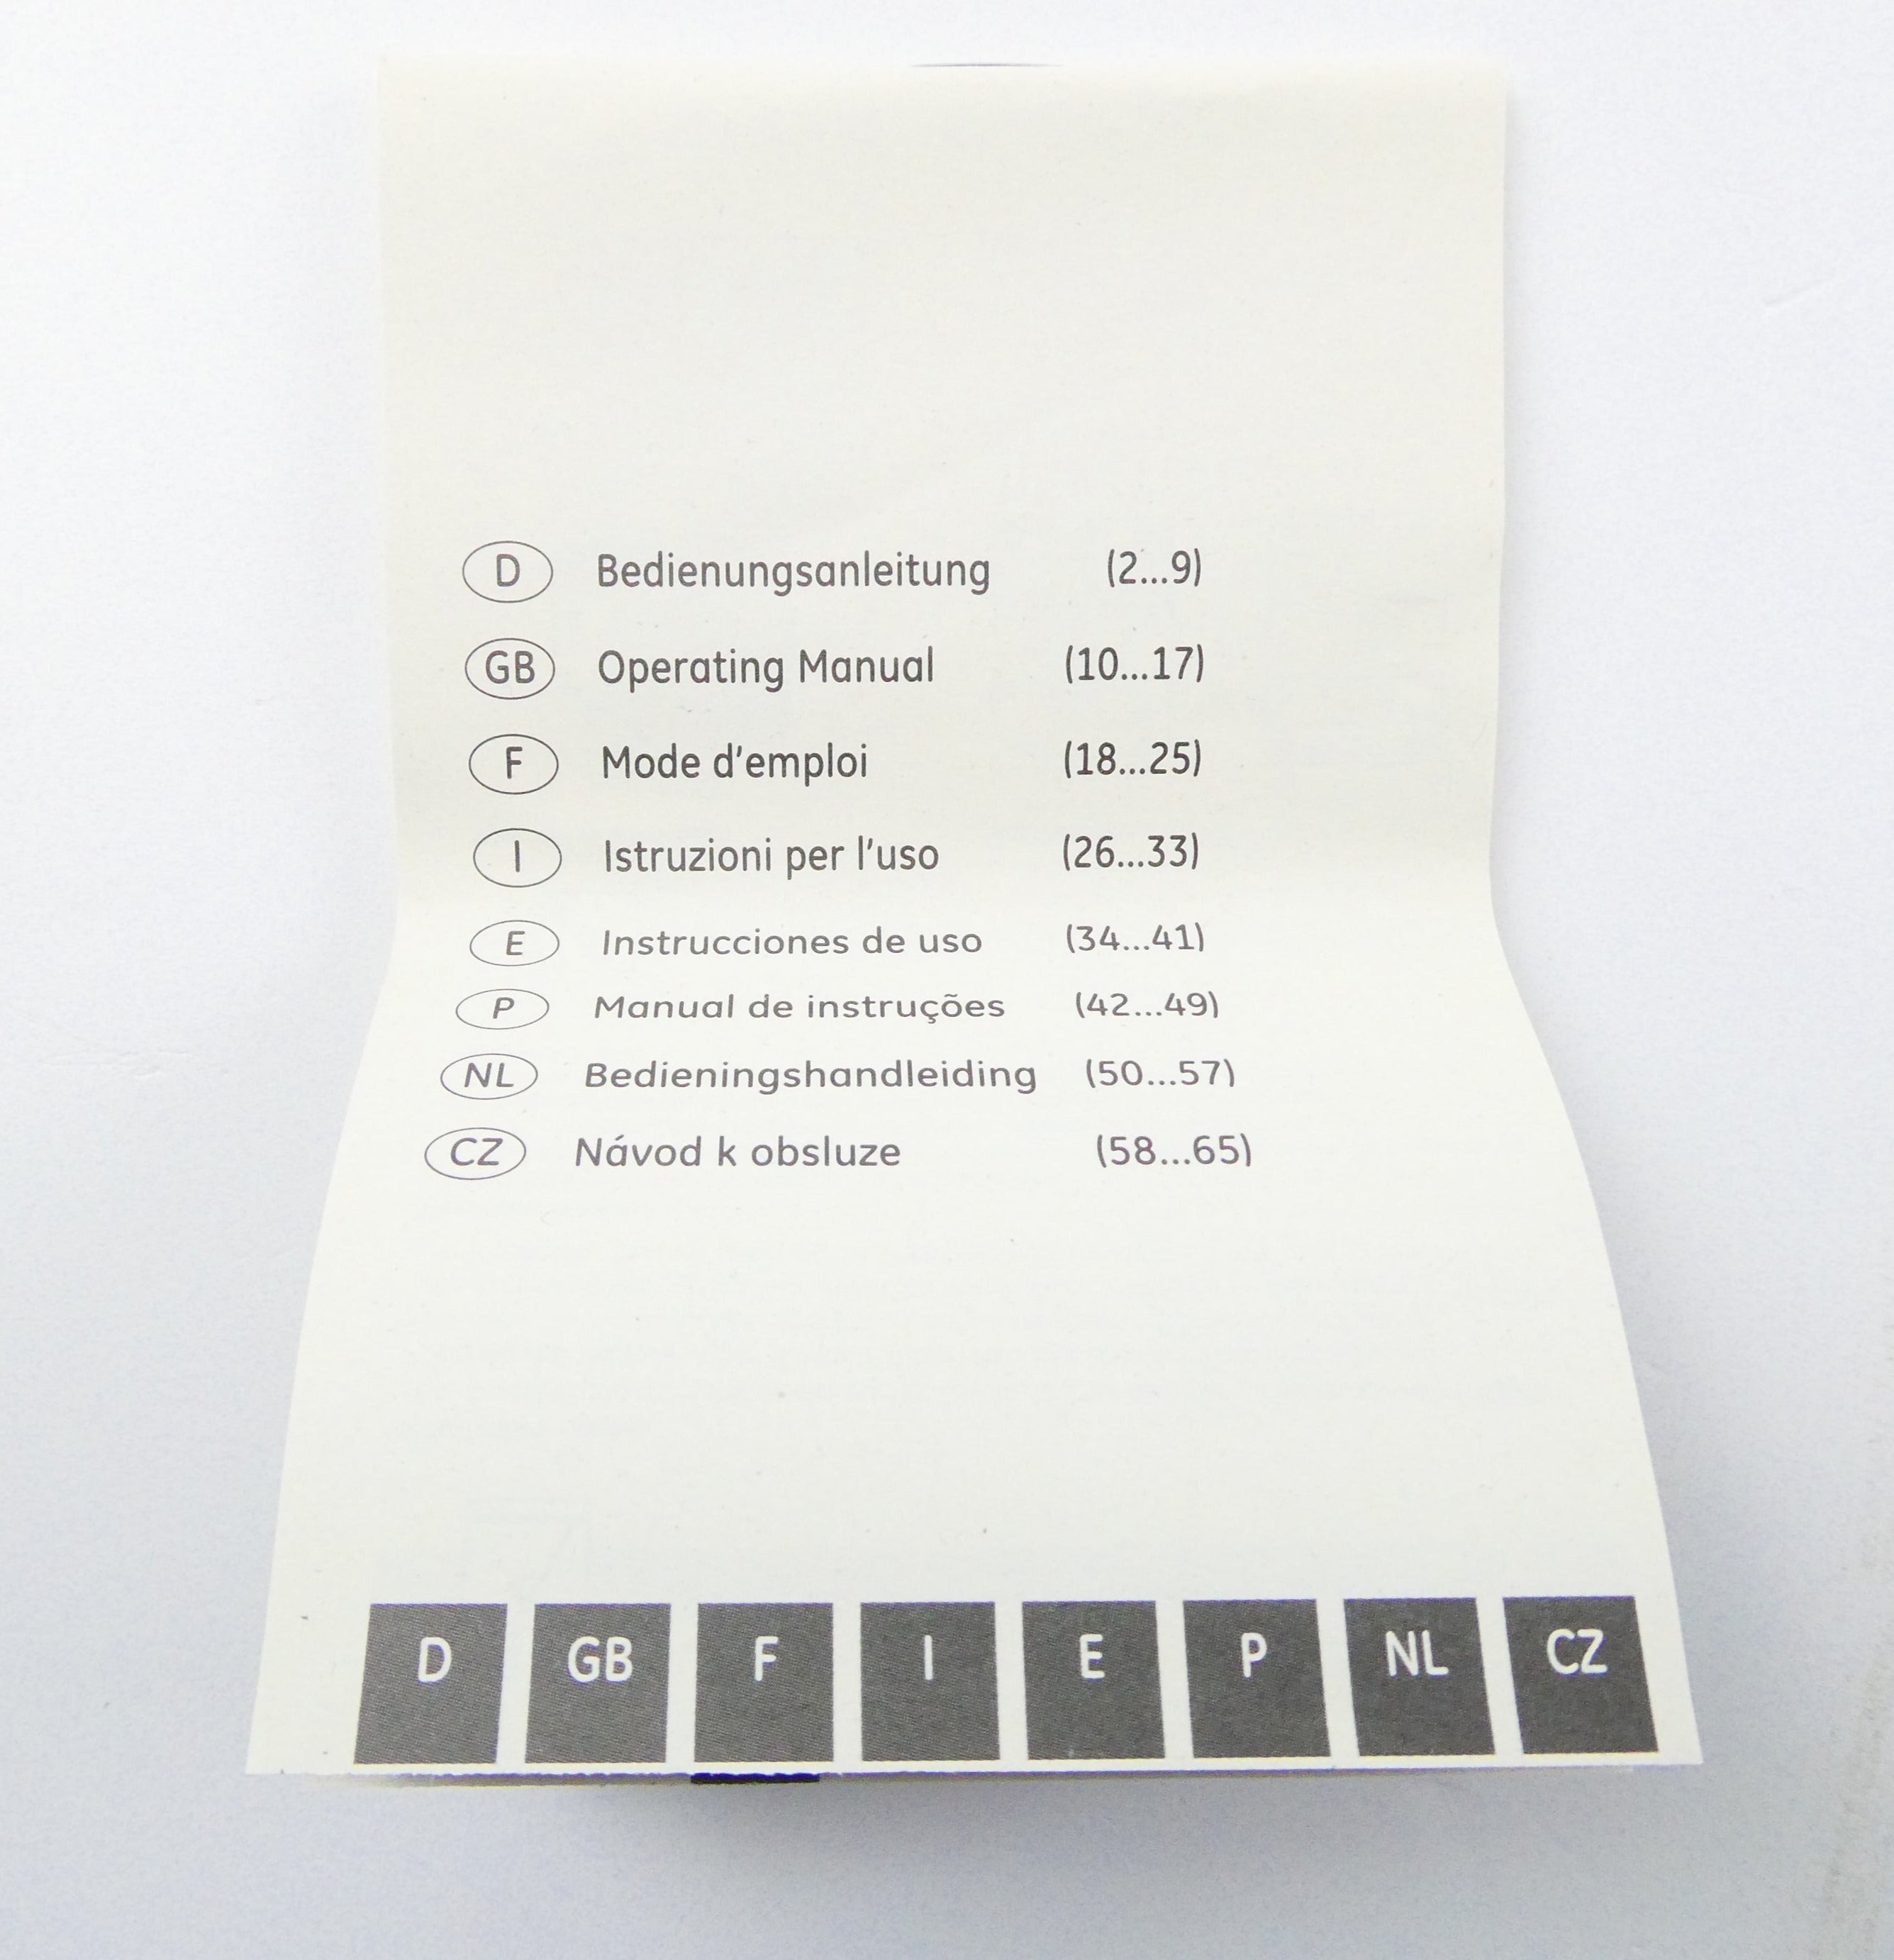 D Bedienungsanleitung (2...9)
GB Operating Manual (10...17)
F Mode d'emploi (18...25)
I Istruzioni per l'uso (26...33)
E Instrucciones de uso (34...41)
P Manual de instruções (42...49)
NL Bedieningshandleiding (50...57)
CZ Návod k obsluze (58...65)
D GB F I E P NL CZ